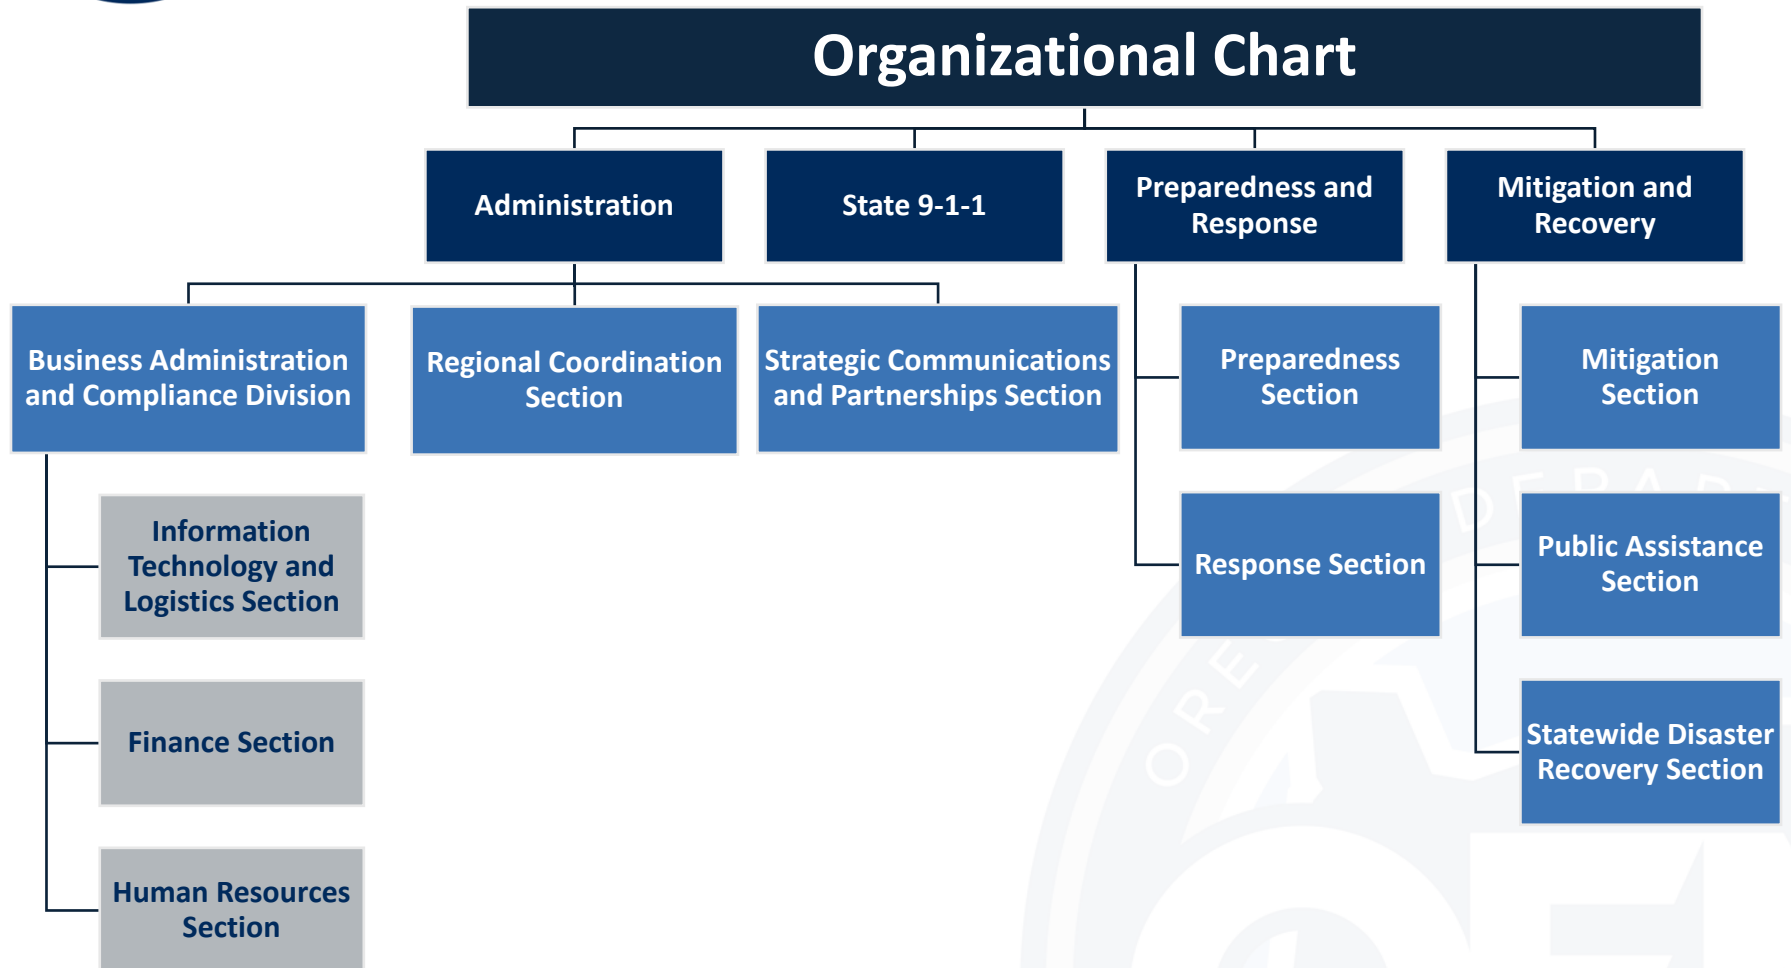 Organizational Chart
Administration
State 9-1-1
Preparedness and
Response
Mitigation and
Recovery
Business Administration
and Compliance Division
Regional Coordination
Section
Strategic Communications
and Partnerships Section
Preparedness
Section
Mitigation
Section
Information
Technology and
Logistics Section
Response Section
Public Assistance
Section
Finance Section
Statewide Disaster
Recovery Section
Human Resources
Section